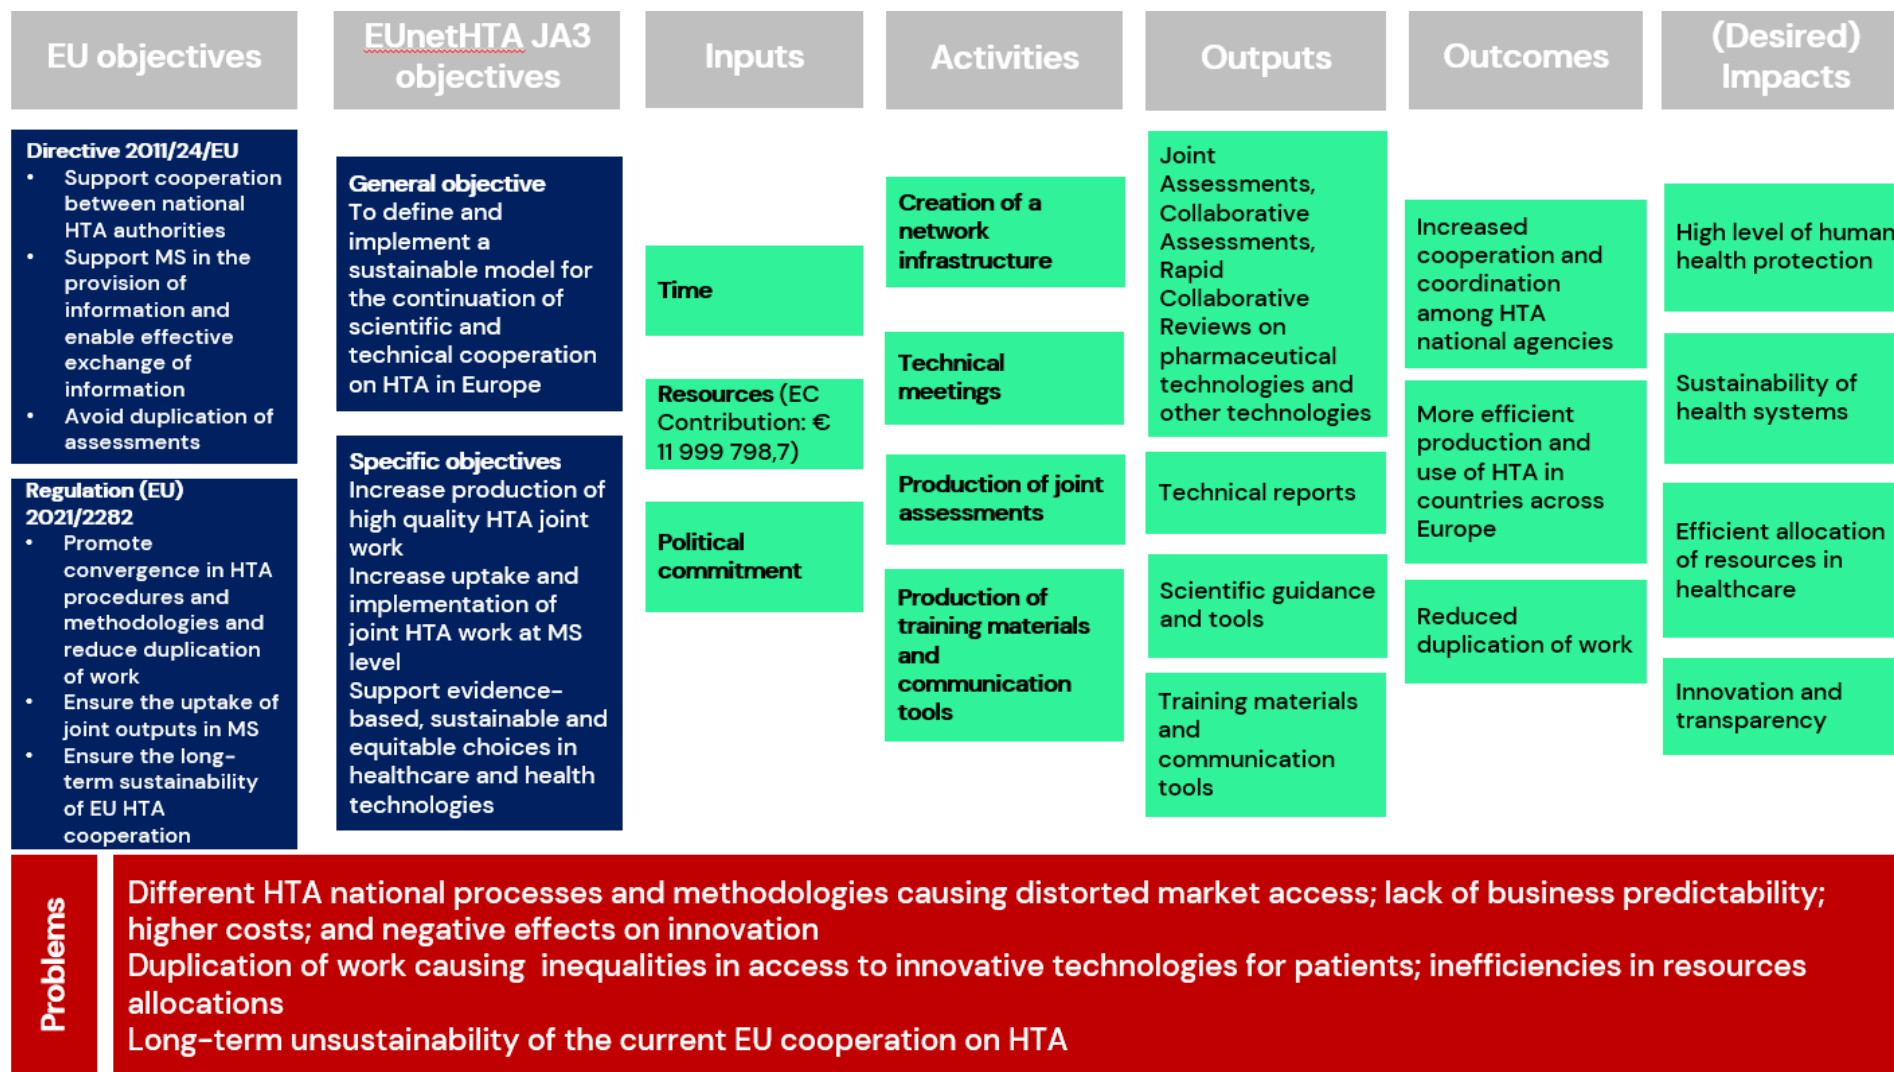 EU objectives
EUnetHTA JA3
objectives
Inputs
Activities
Outputs
Outcomes
(Desired)
Impacts
Directive 2011/24/EU
• Support cooperation
between national
HTA authorities
• Support MS in the
provision of
information and
enable effective
exchange of
information
• Avoid duplication of
assessments
Regulation (EU)
2021/2282
• Promote
convergence in HTA
procedures and
methodologies and
reduce duplication
of work
• Ensure the uptake of
joint outputs in MS
• Ensure the long-
term sustainability
of EU HTA
cooperation
General objective
To define and
implement a
sustainable model for
the continuation of
scientific and
technical cooperation
on HTA in Europe
Specific objectives
Increase production of
high quality HTA joint
work
Increase uptake and
implementation of
joint HTA work at MS
level
Support evidence-
based, sustainable and
equitable choices in
healthcare and health
technologies
Time
Resources (EC
Contribution: €
11 999 798,7)
Political
commitment
Creation of a
network
infrastructure
Technical
meetings
Production of joint
assessments
Production of
training materials
and
communication
tools
Joint
Assessments,
Collaborative
Assessments,
Rapid
Collaborative
Reviews on
pharmaceutical
technologies and
other technologies
Technical reports
Scientific guidance
and tools
Training materials
and
communication
tools
Increased
cooperation and
coordination
among HTA
national agencies
More efficient
production and
use of HTA in
countries across
Europe
Reduced
duplication of work
High level of human
health protection
Sustainability of
health systems
Efficient allocation
of resources in
healthcare
Innovation and
transparency
Problems
Different HTA national processes and methodologies causing distorted market access; lack of business predictability;
higher costs; and negative effects on innovation
Duplication of work causing  inequalities in access to innovative technologies for patients; inefficiencies in resources
allocations
Long-term unsustainability of the current EU cooperation on HTA